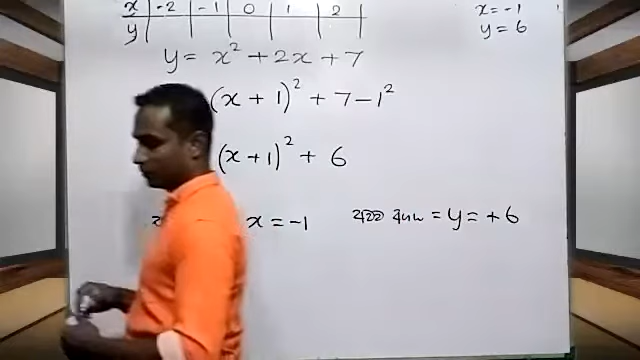 x | -2 | -1 | 0 | 1 | 2 |
y
x = -1
y = 6
y = x² + 2x + 7
(x + 1)² + 7 - 1²
(x + 1)² + 6
x = -1
= y = +6